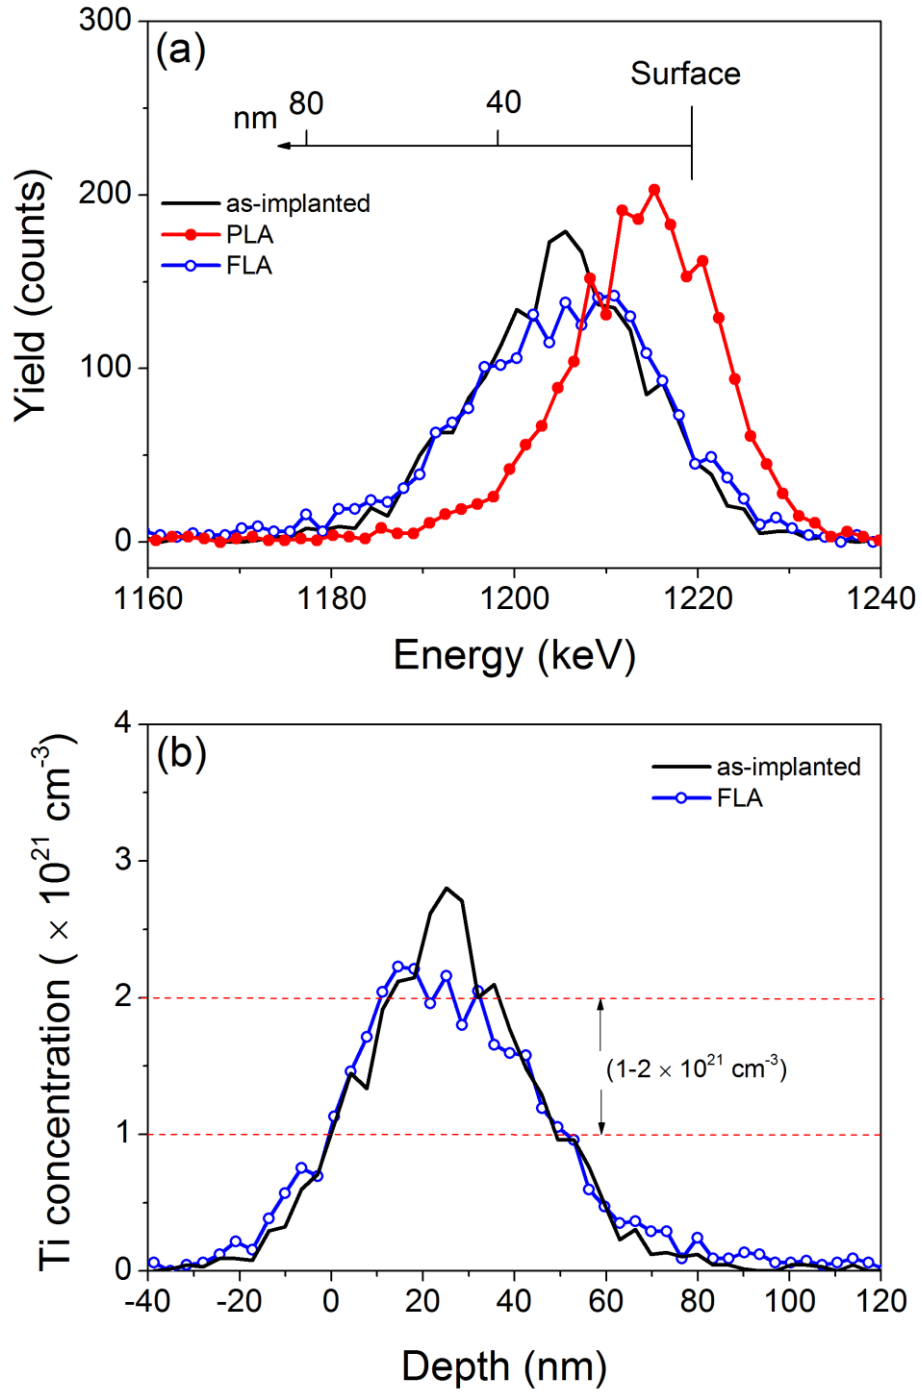 (a)
300
200
100
0
Yield (counts)
Surface
80
40
nm
as-implanted
PLA
FLA
1160
1180
1200
1220
1240
Energy (keV)
(b)
4
3
2
1
0
Ti concentration ( × 10²¹ cm⁻³)
as-implanted
FLA
(1-2 × 10²¹ cm⁻³)
-40
-20
0
20
40
60
80
100
120
Depth (nm)